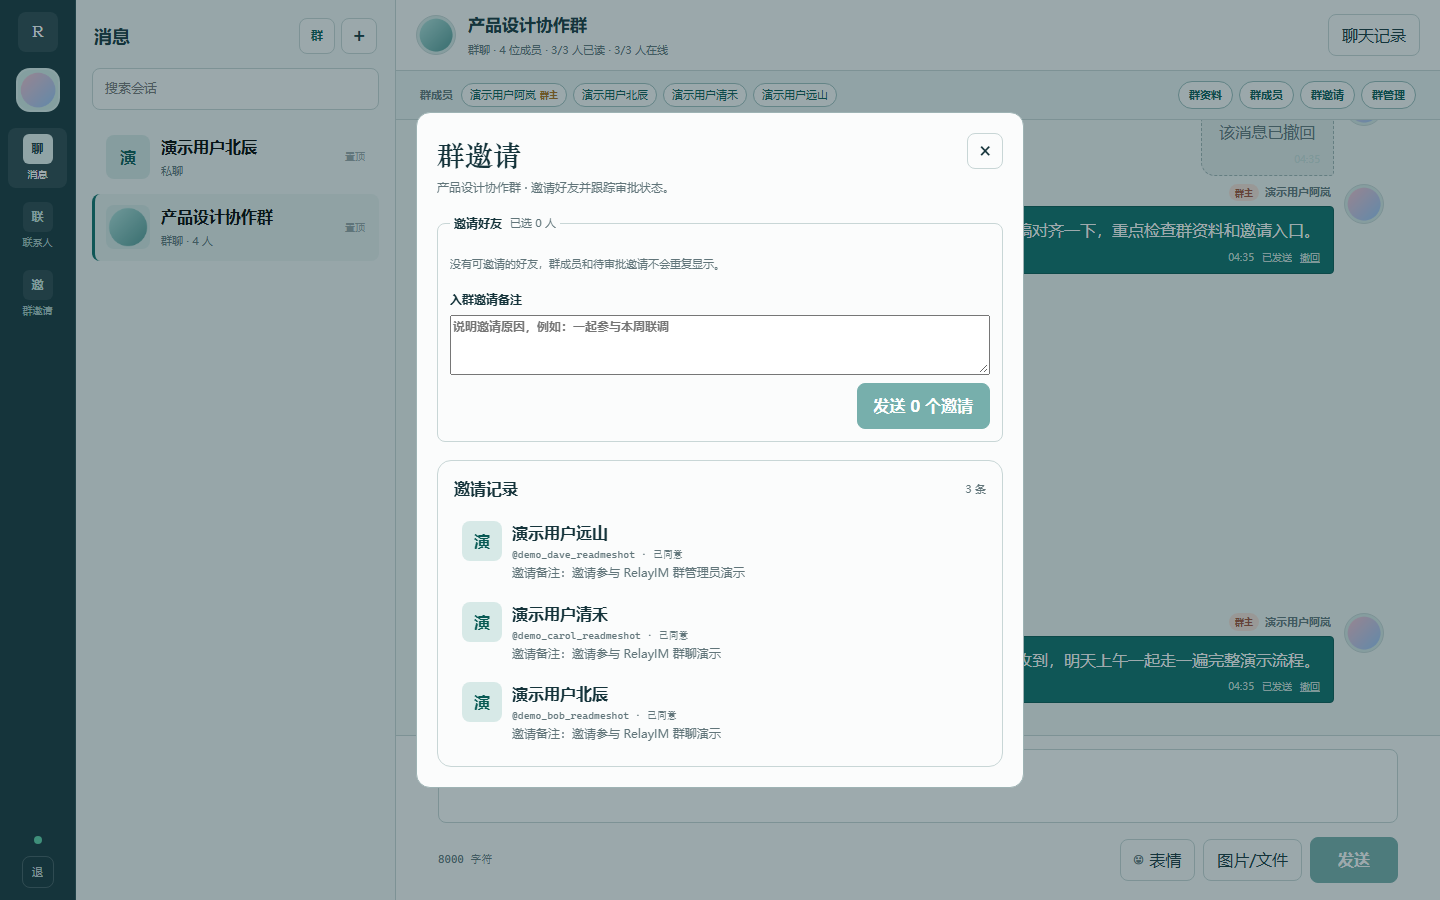 R
聊
消息
联
联系人
邀
群邀请
退
消息
群
+
搜索会话
演
演示用户北辰
私聊
置顶
产品设计协作群
群聊 · 4 人
置顶
产品设计协作群
群聊 · 4 位成员 · 3/3 人已读 · 3/3 人在线
聊天记录
群成员
演示用户阿岚 群主
演示用户北辰
演示用户清禾
演示用户远山
群资料
群成员
群邀请
群管理
该消息已撤回
04:35
群主 演示用户阿岚
对齐一下，重点检查群资料和邀请入口。
04:35 已发送 撤回
群主 演示用户阿岚
到，明天上午一起走一遍完整演示流程。
04:35 已发送 撤回
群邀请
×
产品设计协作群 · 邀请好友并跟踪审批状态。
邀请好友 已选 0 人
没有可邀请的好友，群成员和待审批邀请不会重复显示。
入群邀请备注
说明邀请原因，例如：一起参与本周联调
发送 0 个邀请
邀请记录
3 条
演
演示用户远山
@demo_dave_readmeshot · 已同意
邀请备注：邀请参与 RelayIM 群管理员演示
演
演示用户清禾
@demo_carol_readmeshot · 已同意
邀请备注：邀请参与 RelayIM 群聊演示
演
演示用户北辰
@demo_bob_readmeshot · 已同意
邀请备注：邀请参与 RelayIM 群聊演示
8000 字符
😀 表情
图片/文件
发送